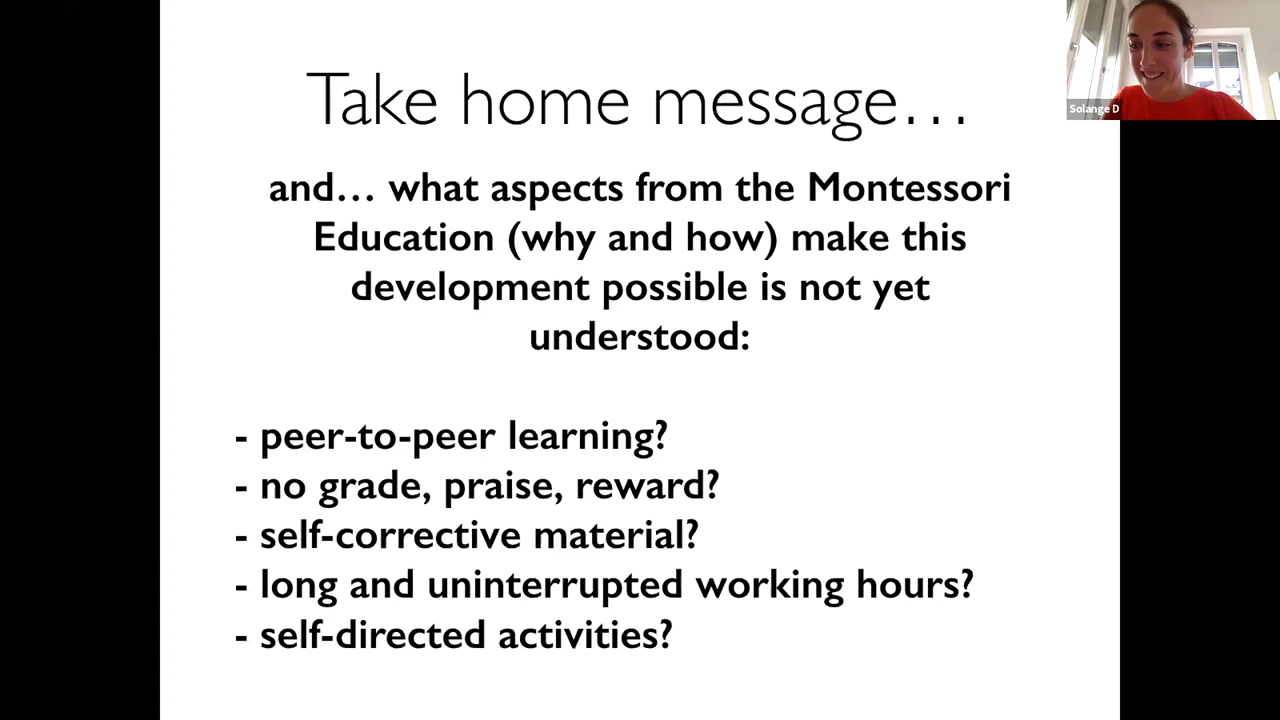 Take home message…
Solange D
and… what aspects from the Montessori
Education (why and how) make this
development possible is not yet
understood:
- peer-to-peer learning?
- no grade, praise, reward?
- self-corrective material?
- long and uninterrupted working hours?
- self-directed activities?